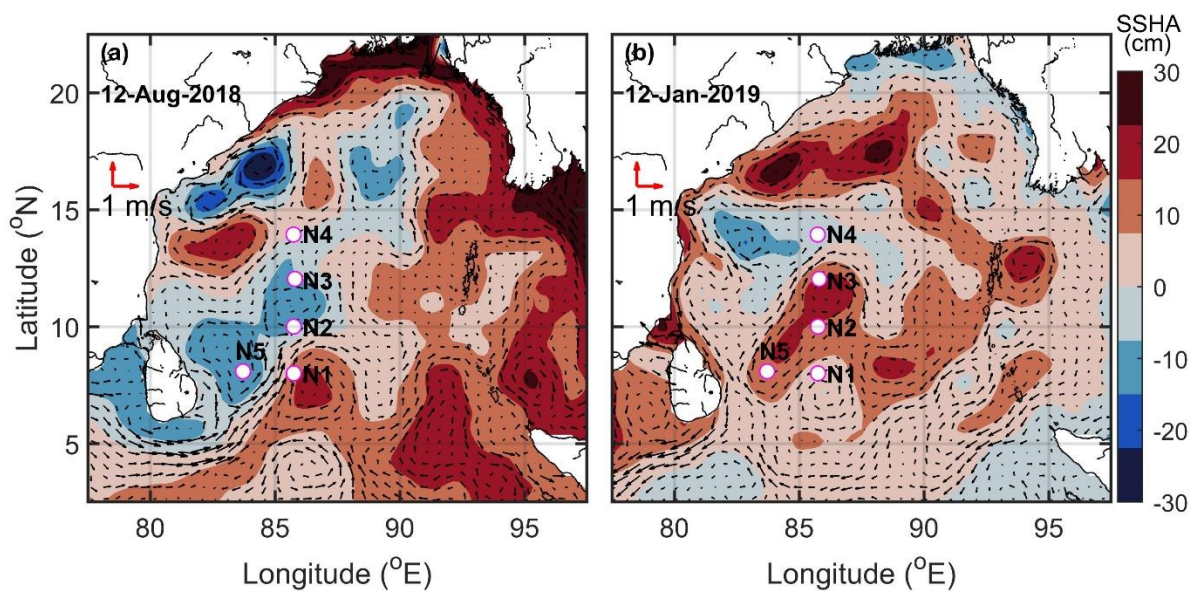 SSHA
(cm)
(a)
12-Aug-2018
1 m/s
N4
N3
N2
N5
N1
20
15
10
5
80
85
90
95
Latitude (°N)
Longitude (°E)
(b)
12-Jan-2019
1 m/s
N4
N3
N2
N5
N1
80
85
90
95
Longitude (°E)
30
20
10
0
-10
-20
-30